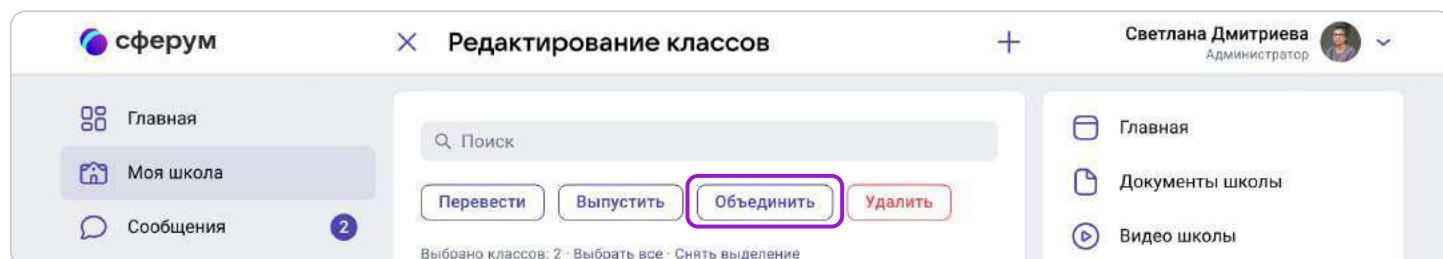 сферум
Редактирование классов
Светлана Дмитриева
Администратор
Главная
Моя школа
Сообщения
2
Поиск
Перевести
Выпустить
Объединить
Удалить
Выбрано классов: 2 · Выбрать все · Снять выделение
Главная
Документы школы
Видео школы